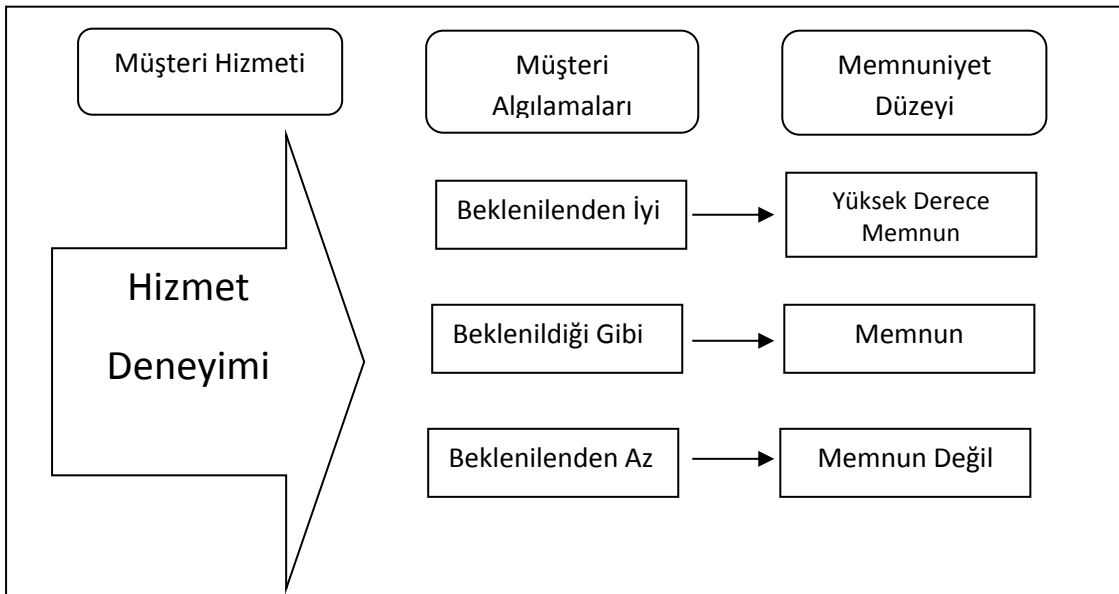 Müşteri Hizmeti
Müşteri
Algılamaları
Memnuniyet
Düzeyi
Hizmet
Deneyimi
Beklenilenden İyi
Yüksek Derece
Memnun
Beklenildiği Gibi
Memnun
Beklenilenden Az
Memnun Değil